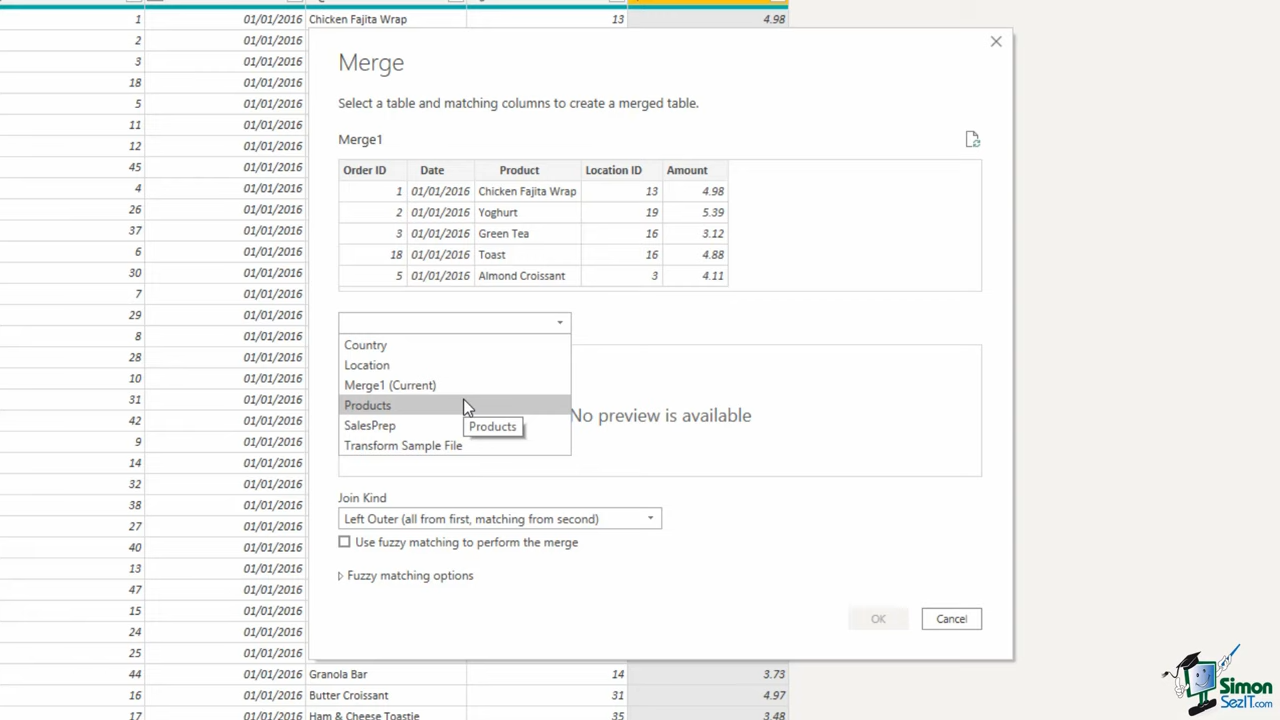 1 01/01/2016 Chicken Fajita Wrap 13 4.98
2 01/01/2016
3 01/01/2016
18 01/01/2016
5 01/01/2016
11 01/01/2016
12 01/01/2016
45 01/01/2016
4 01/01/2016
26 01/01/2016
37 01/01/2016
6 01/01/2016
30 01/01/2016
7 01/01/2016
29 01/01/2016
8 01/01/2016
28 01/01/2016
10 01/01/2016
31 01/01/2016
42 01/01/2016
9 01/01/2016
14 01/01/2016
32 01/01/2016
38 01/01/2016
27 01/01/2016
40 01/01/2016
13 01/01/2016
47 01/01/2016
15 01/01/2016
24 01/01/2016
25 01/01/2016
44 01/01/2016 Granola Bar 14 3.73
16 01/01/2016 Butter Croissant 31 4.97
17 01/01/2016 Ham & Cheese Toastie 35 3.48
Merge
Select a table and matching columns to create a merged table.
Merge1
Order ID Date Product Location ID Amount
1 01/01/2016 Chicken Fajita Wrap 13 4.98
2 01/01/2016 Yoghurt 19 5.39
3 01/01/2016 Green Tea 16 3.12
18 01/01/2016 Toast 16 4.88
5 01/01/2016 Almond Croissant 3 4.11
Country
Location
Merge1 (Current)
Products
SalesPrep
Transform Sample File
Products
No preview is available
Join Kind
Left Outer (all from first, matching from second)
Use fuzzy matching to perform the merge
Fuzzy matching options
OK Cancel
Simon
SezIT.com